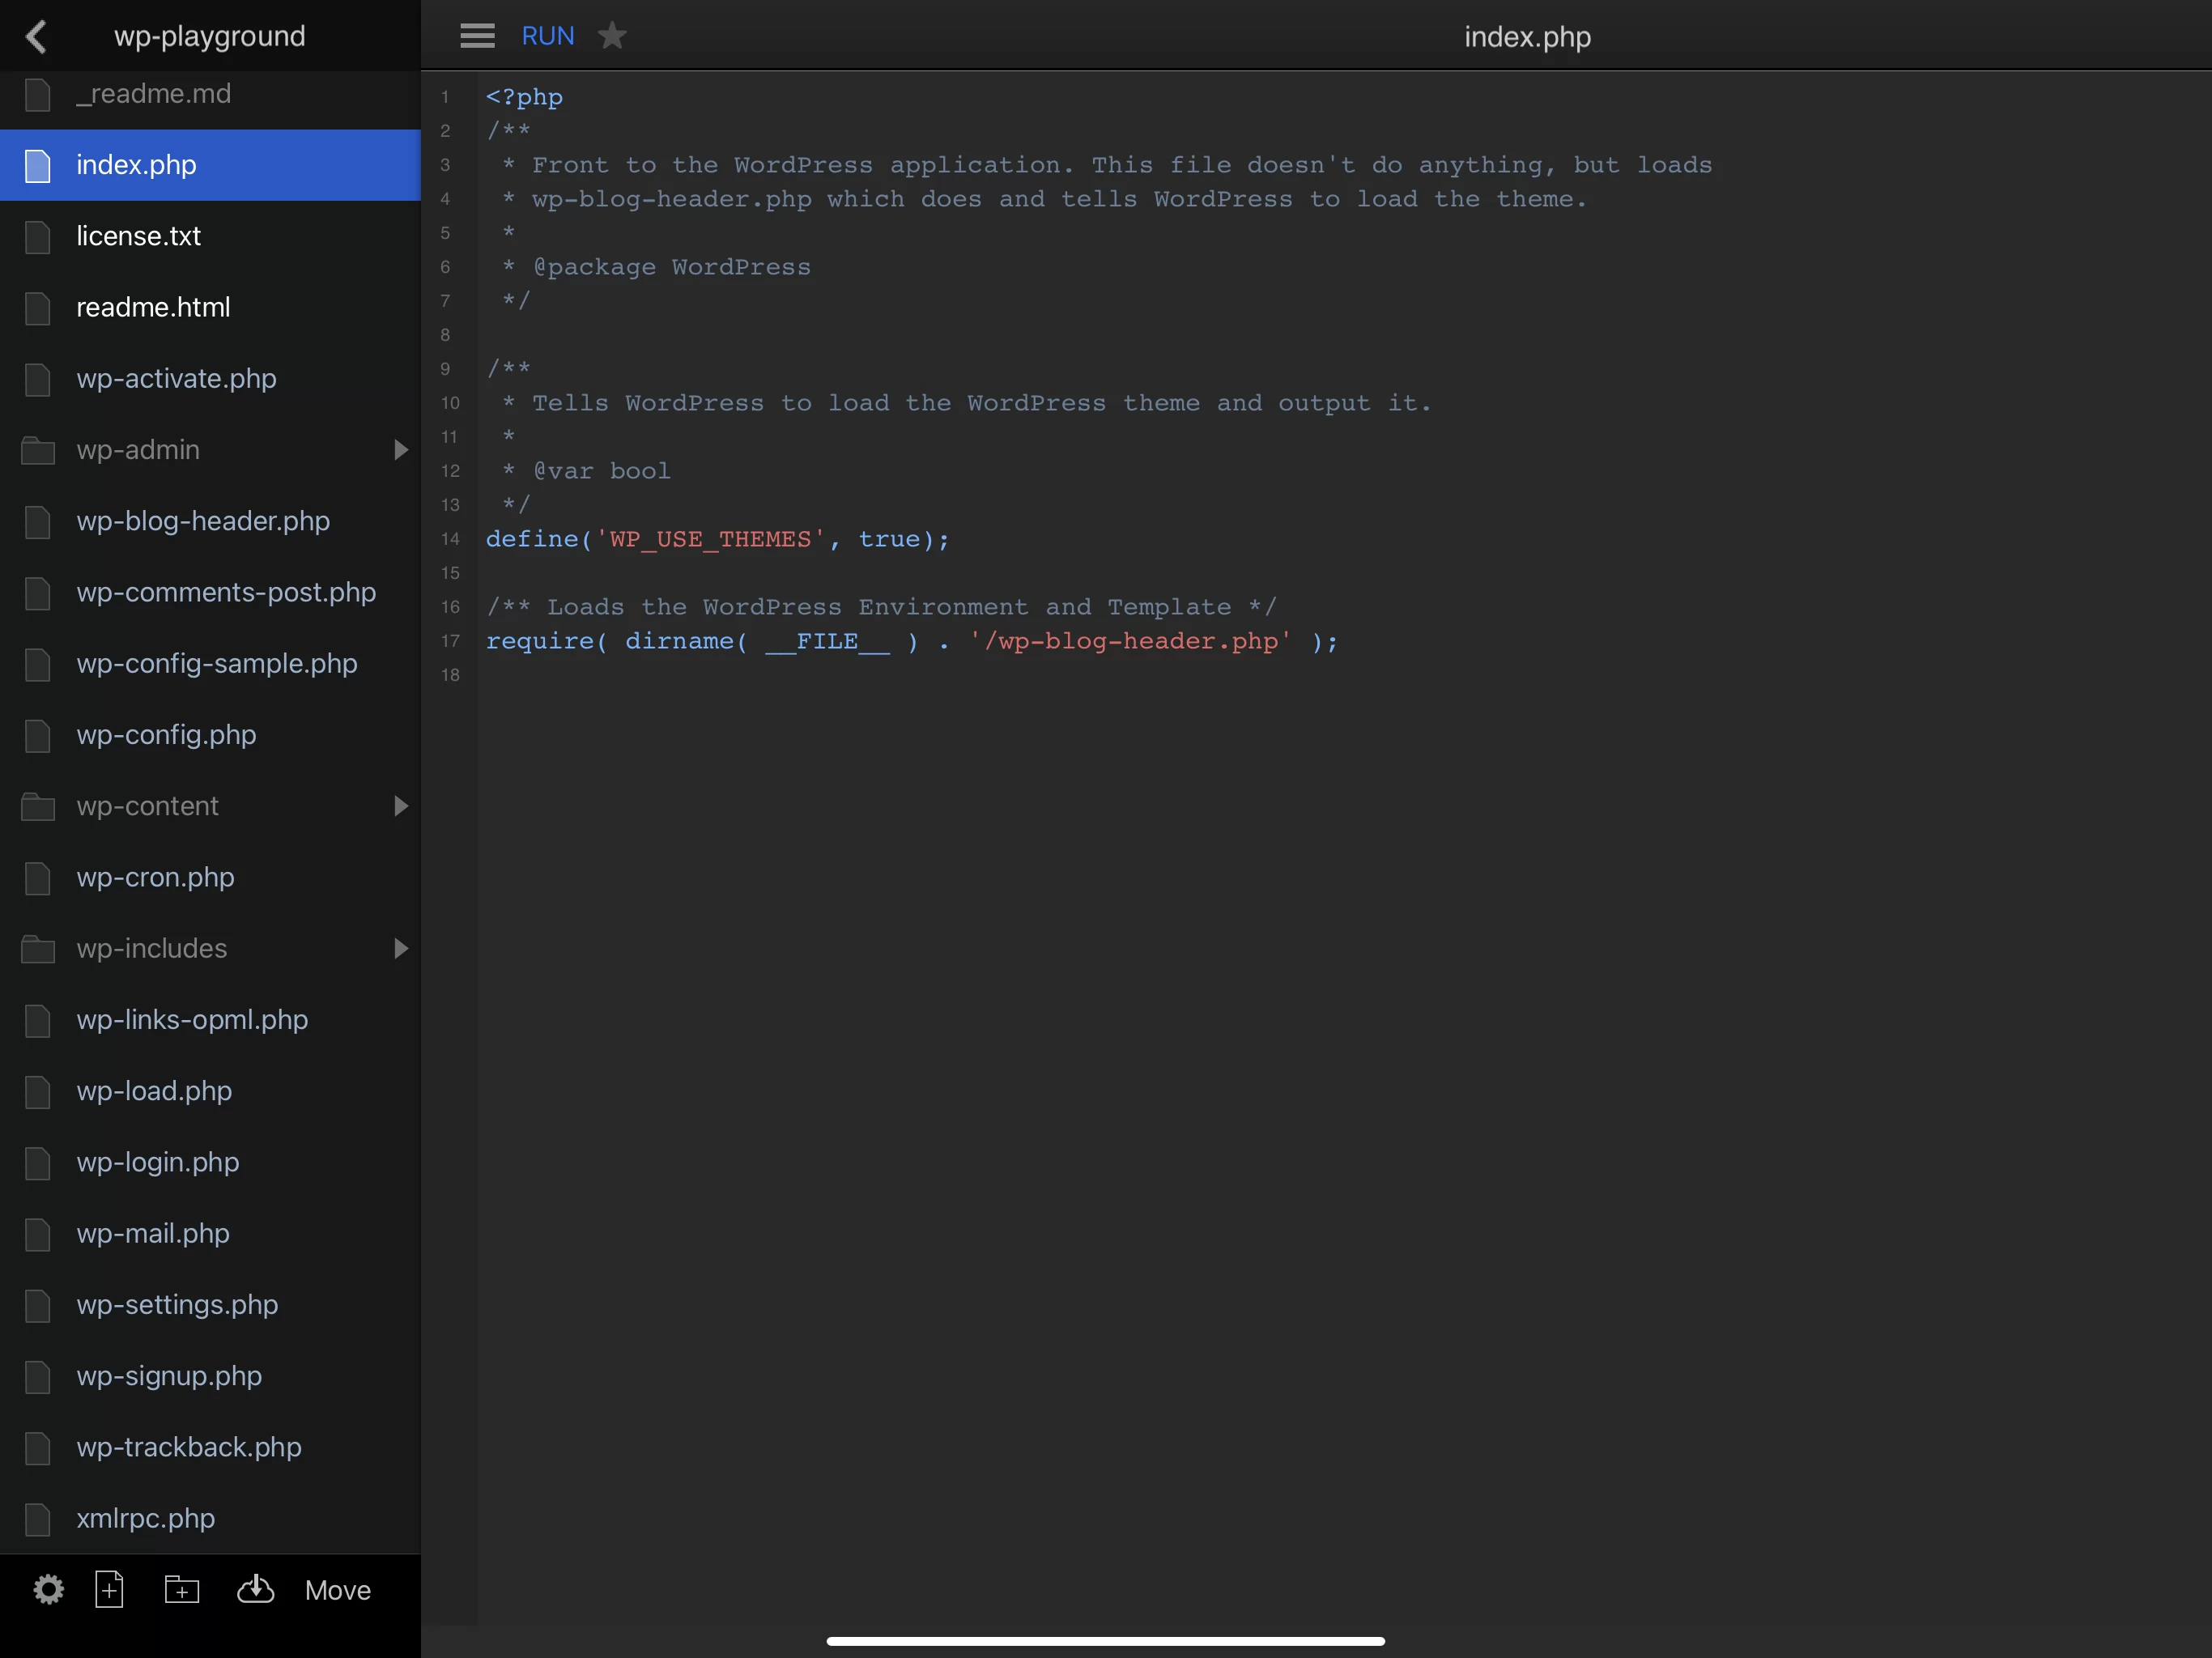 wp-playground
_readme.md
index.php
license.txt
readme.html
wp-activate.php
wp-admin
wp-blog-header.php
wp-comments-post.php
wp-config-sample.php
wp-config.php
wp-content
wp-cron.php
wp-includes
wp-links-opml.php
wp-load.php
wp-login.php
wp-mail.php
wp-settings.php
wp-signup.php
wp-trackback.php
xmlrpc.php
Move
RUN
index.php
1 <?php
2 /**
3  * Front to the WordPress application. This file doesn't do anything, but loads
4  * wp-blog-header.php which does and tells WordPress to load the theme.
5  *
6  * @package WordPress
7  */
8
9 /**
10  * Tells WordPress to load the WordPress theme and output it.
11  *
12  * @var bool
13  */
14 define('WP_USE_THEMES', true);
15
16 /** Loads the WordPress Environment and Template */
17 require( dirname( __FILE__ ) . '/wp-blog-header.php' );
18